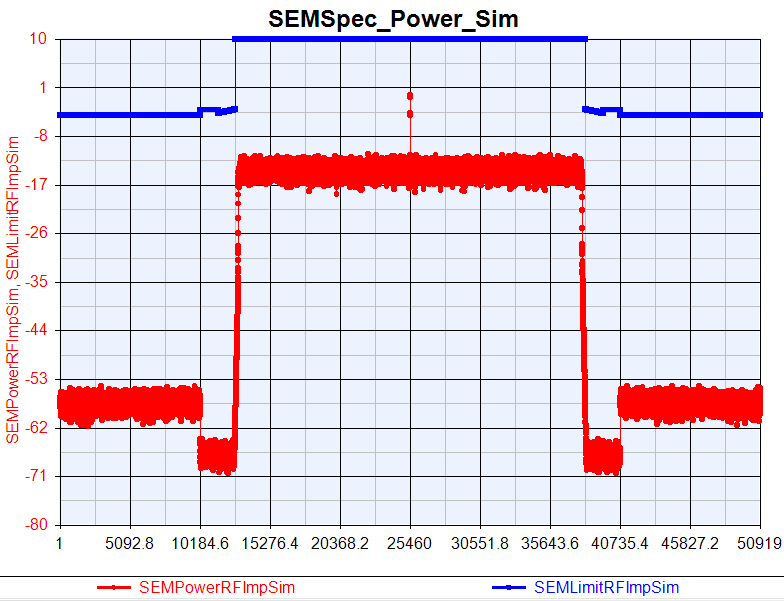 SEMSpec_Power_Sim
SEMPowerRFImpSim, SEMLimitRFImpSim
10
1
-8
-17
-26
-35
-44
-53
-62
-71
-80
1 5092.8 10184.6 15276.4 20368.2 25460 30551.8 35643.6 40735.4 45827.2 50919
SEMPowerRFImpSim SEMLimitRFImpSim